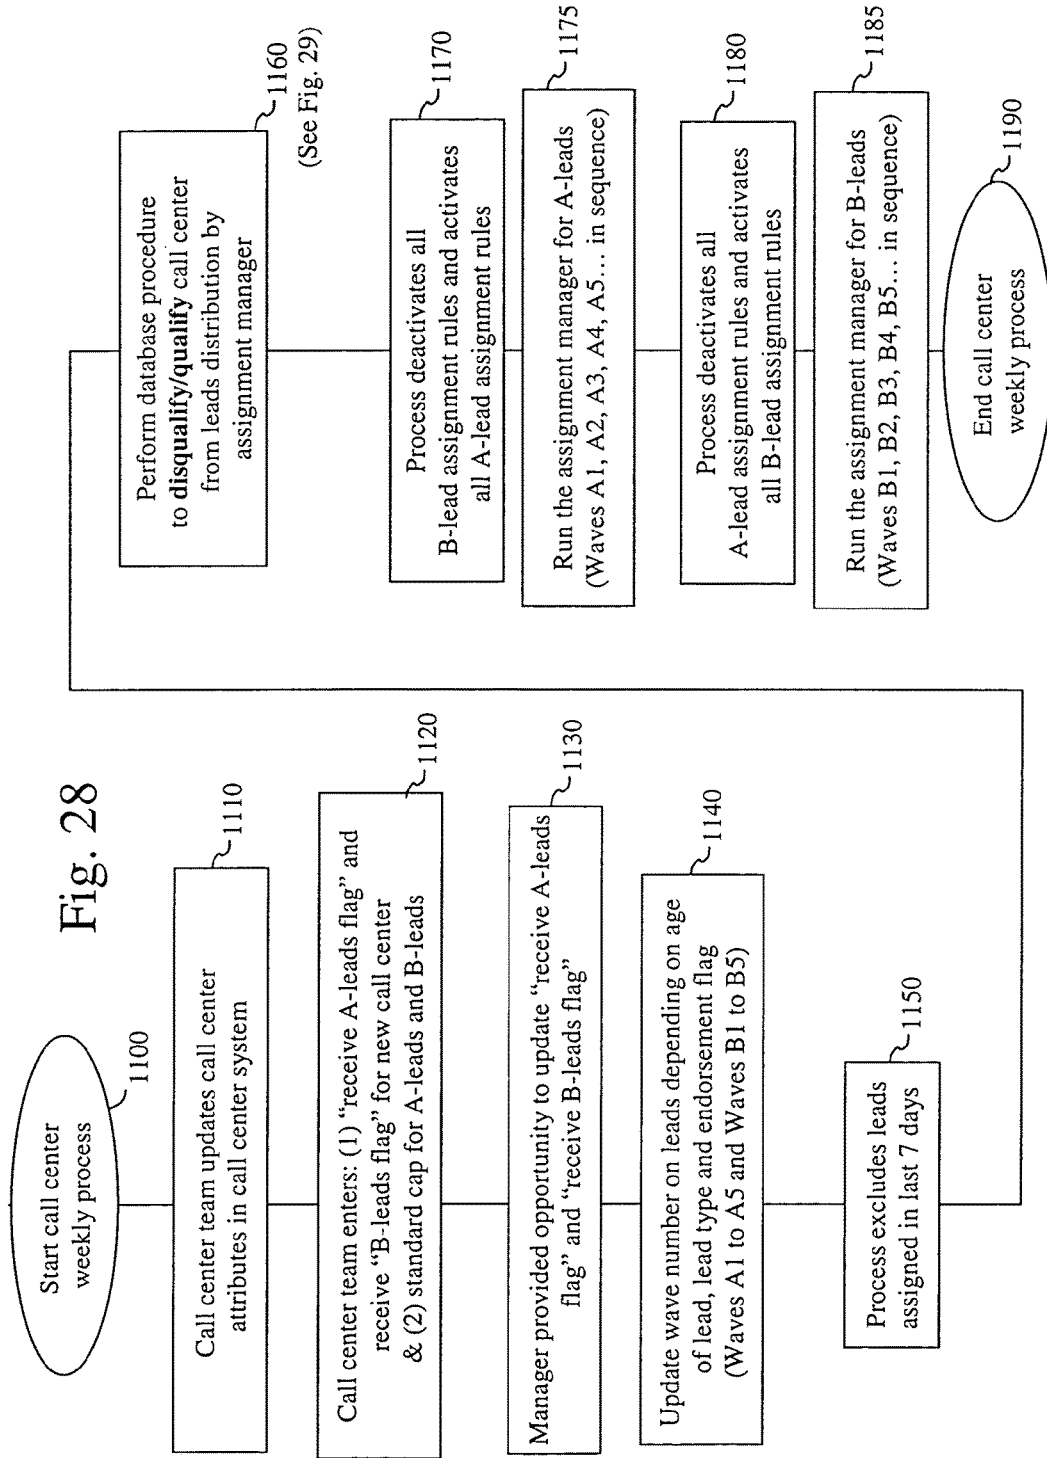 Fig. 28
Start call center
weekly process
1100
Call center team updates call center
attributes in call center system
1110
Call center team enters: (1) “receive A-leads flag” and
receive “B-leads flag” for new call center
& (2) standard cap for A-leads and B-leads
1120
Manager provided opportunity to update “receive A-leads
flag” and “receive B-leads flag”
1130
Update wave number on leads depending on age
of lead, lead type and endorsement flag
(Waves A1 to A5 and Waves B1 to B5)
1140
Process excludes leads
assigned in last 7 days
1150
Perform database procedure
to disqualify/qualify call center
from leads distribution by
assignment manager
1160
(See Fig. 29)
Process deactivates all
B-lead assignment rules and activates
all A-lead assignment rules
1170
Run the assignment manager for A-leads
(Waves A1, A2, A3, A4, A5... in sequence)
1175
Process deactivates all
A-lead assignment rules and activates
all B-lead assignment rules
1180
Run the assignment manager for B-leads
(Waves B1, B2, B3, B4, B5... in sequence)
1185
End call center
weekly process
1190